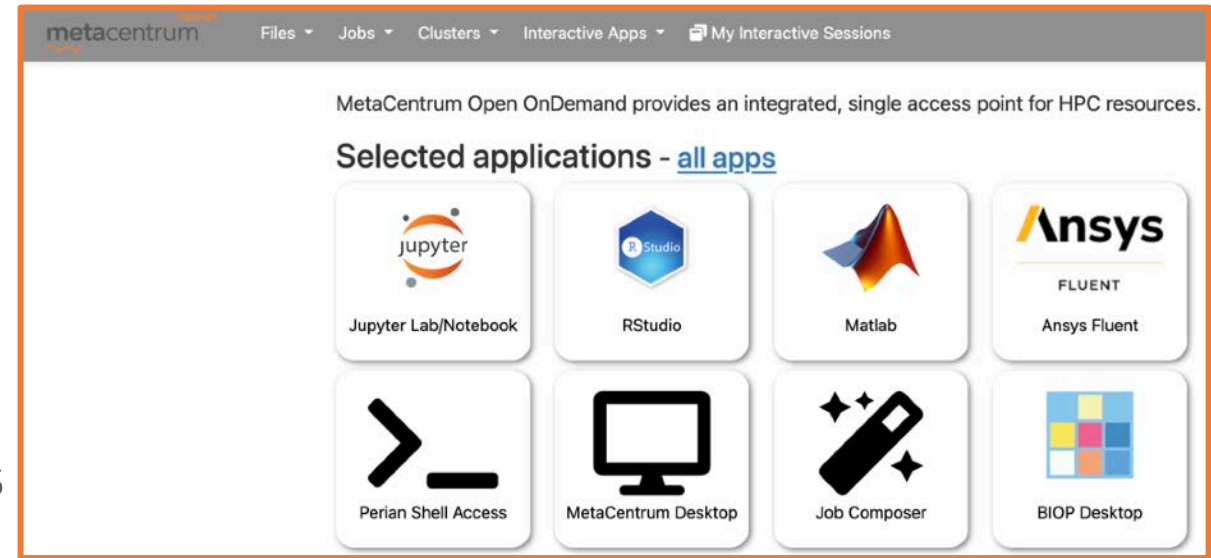 metacentrum Files Jobs Clusters Interactive Apps My Interactive Sessions
MetaCentrum Open OnDemand provides an integrated, single access point for HPC resources.
Selected applications - all apps
jupyter
R Studio
Ansys
FLUENT
Jupyter Lab/Notebook
RStudio
Matlab
Ansys Fluent
Perian Shell Access
MetaCentrum Desktop
Job Composer
BIOP Desktop